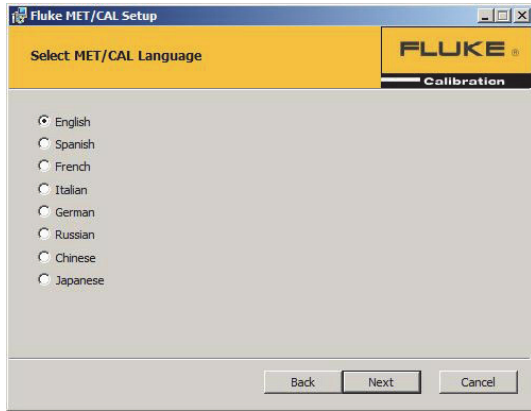 Fluke MET/CAL Setup
Select MET/CAL Language
FLUKE ®
Calibration
English
Spanish
French
Italian
German
Russian
Chinese
Japanese
Back Next Cancel